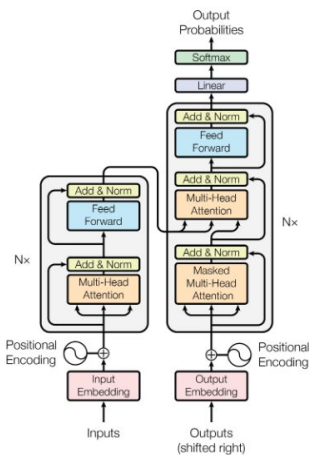 Output
Probabilities
Softmax
Linear
Add & Norm
Feed
Forward
Add & Norm
Multi-Head
Attention
Nx
Add & Norm
Masked
Multi-Head
Attention
Positional
Encoding
Output
Embedding
Outputs
(shifted right)
Add & Norm
Feed
Forward
Nx
Add & Norm
Multi-Head
Attention
Positional
Encoding
Input
Embedding
Inputs